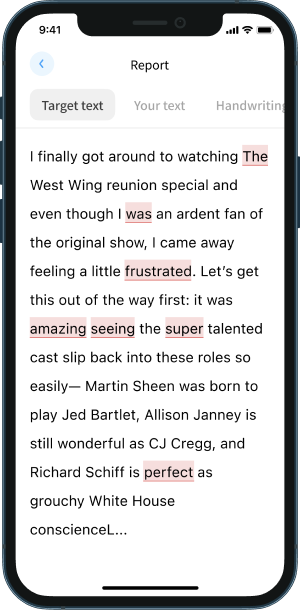 9:41
Report
Target text Your text Handwriting
I finally got around to watching The
West Wing reunion special and
even though I was an ardent fan of
the original show, I came away
feeling a little frustrated. Let's get
this out of the way first: it was
amazing seeing the super talented
cast slip back into these roles so
easily— Martin Sheen was born to
play Jed Bartlet, Allison Janney is
still wonderful as CJ Cregg, and
Richard Schiff is perfect as
grouchy White House
conscienceL...